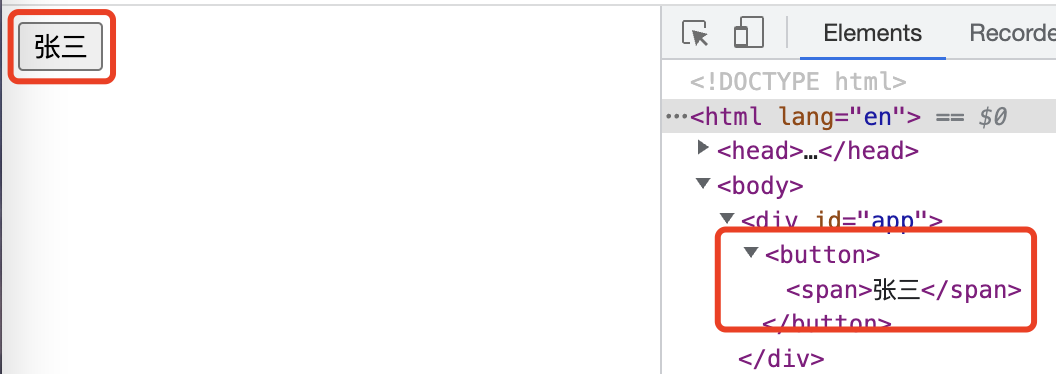 张三
Elements Recorde
<!DOCTYPE html>
···<html lang="en"> == $0
<head>…</head>
<body>
<div id="app">
<button>
<span>张三</span>
</button>
</div>